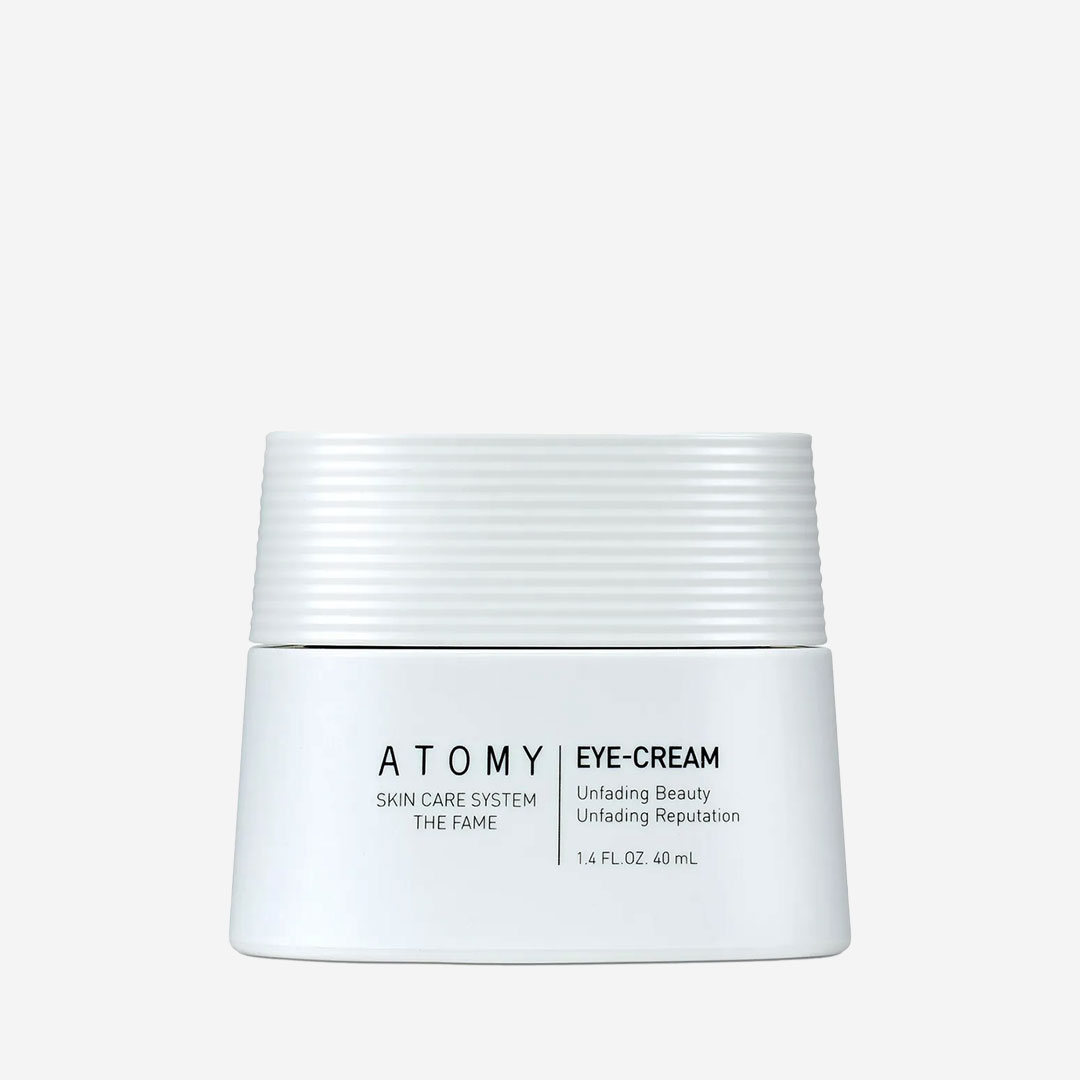 ATOMY
SKIN CARE SYSTEM
THE FAME
EYE-CREAM
Unfading Beauty
Unfading Reputation
1.4 FL.OZ. 40 mL